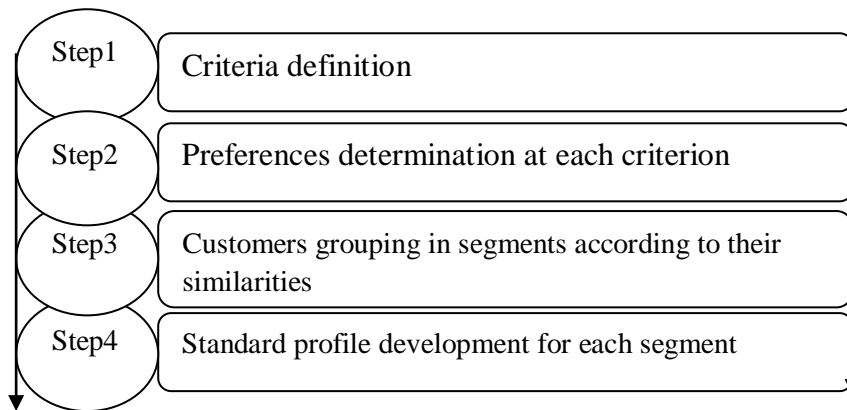 Step1
Criteria definition
Step2
Preferences determination at each criterion
Step3
Customers grouping in segments according to their
similarities
Step4
Standard profile development for each segment